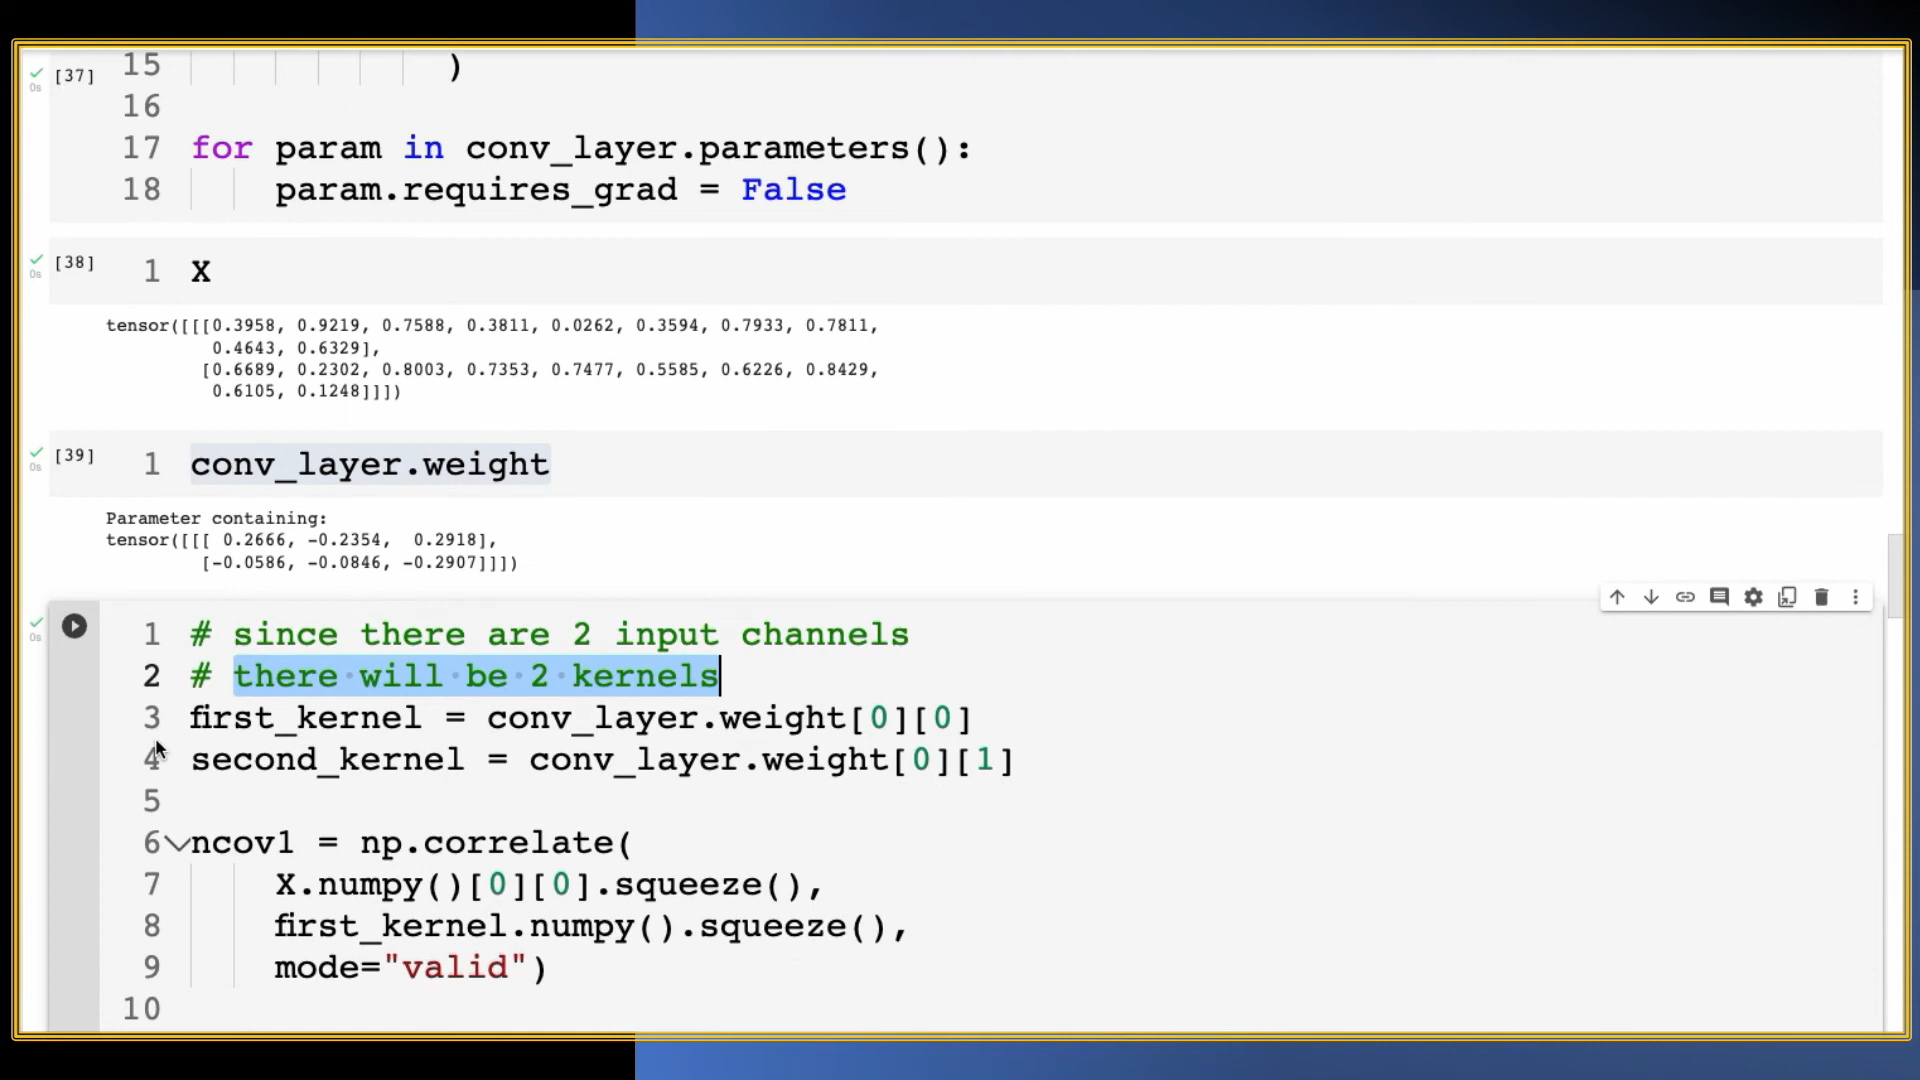 [37]
15 )
16
17 for param in conv_layer.parameters():
18 param.requires_grad = False
0s
[38]
1 X
0s
tensor([[[0.3958, 0.9219, 0.7588, 0.3811, 0.0262, 0.3594, 0.7933, 0.7811,
0.4643, 0.6329],
[0.6689, 0.2302, 0.8003, 0.7353, 0.7477, 0.5585, 0.6226, 0.8429,
0.6105, 0.1248]]])
[39]
1 conv_layer.weight
0s
Parameter containing:
tensor([[[ 0.2666, -0.2354, 0.2918],
[-0.0586, -0.0846, -0.2907]]])
0s
1 # since there are 2 input channels
2 # there will be 2 kernels
3 first_kernel = conv_layer.weight[0][0]
4 second_kernel = conv_layer.weight[0][1]
5
6 ncov1 = np.correlate(
7 X.numpy()[0][0].squeeze(),
8 first_kernel.numpy().squeeze(),
9 mode="valid")
10